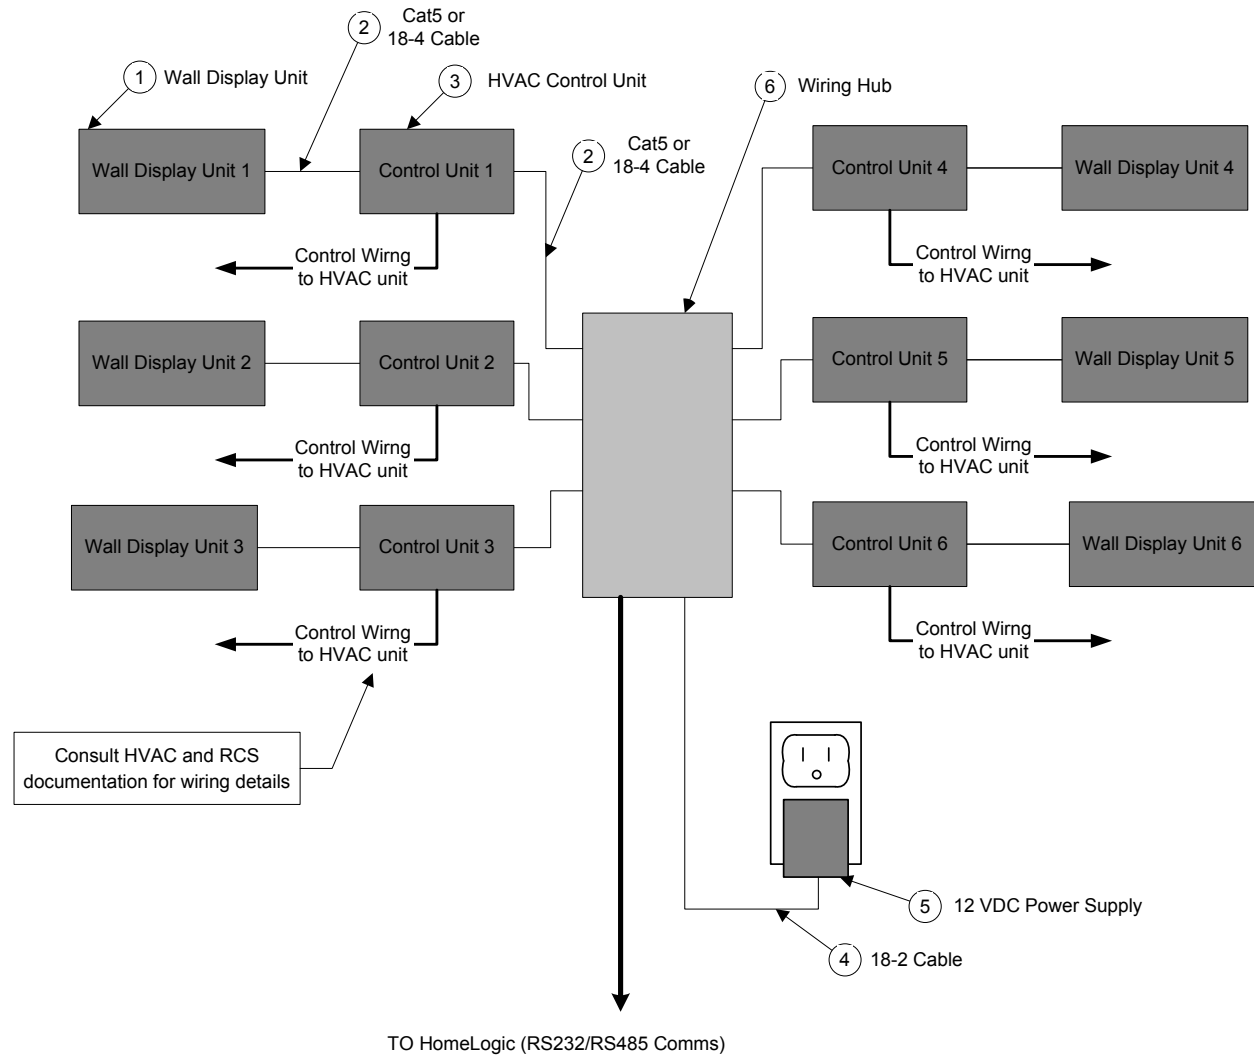 Cat5 or
18-4 Cable
2
1
Wall Display Unit
3
HVAC Control Unit
6
Wiring Hub
Cat5 or
18-4 Cable
2
Wall Display Unit 1
Control Unit 1
Control Unit 4
Wall Display Unit 4
Control Wirng
to HVAC unit
Control Wirng
to HVAC unit
Wall Display Unit 2
Control Unit 2
Control Unit 5
Wall Display Unit 5
Control Wirng
to HVAC unit
Control Wirng
to HVAC unit
Wall Display Unit 3
Control Unit 3
Control Unit 6
Wall Display Unit 6
Control Wirng
to HVAC unit
Control Wirng
to HVAC unit
Consult HVAC and RCS
documentation for wiring details
5
12 VDC Power Supply
4
18-2 Cable
TO HomeLogic (RS232/RS485 Comms)